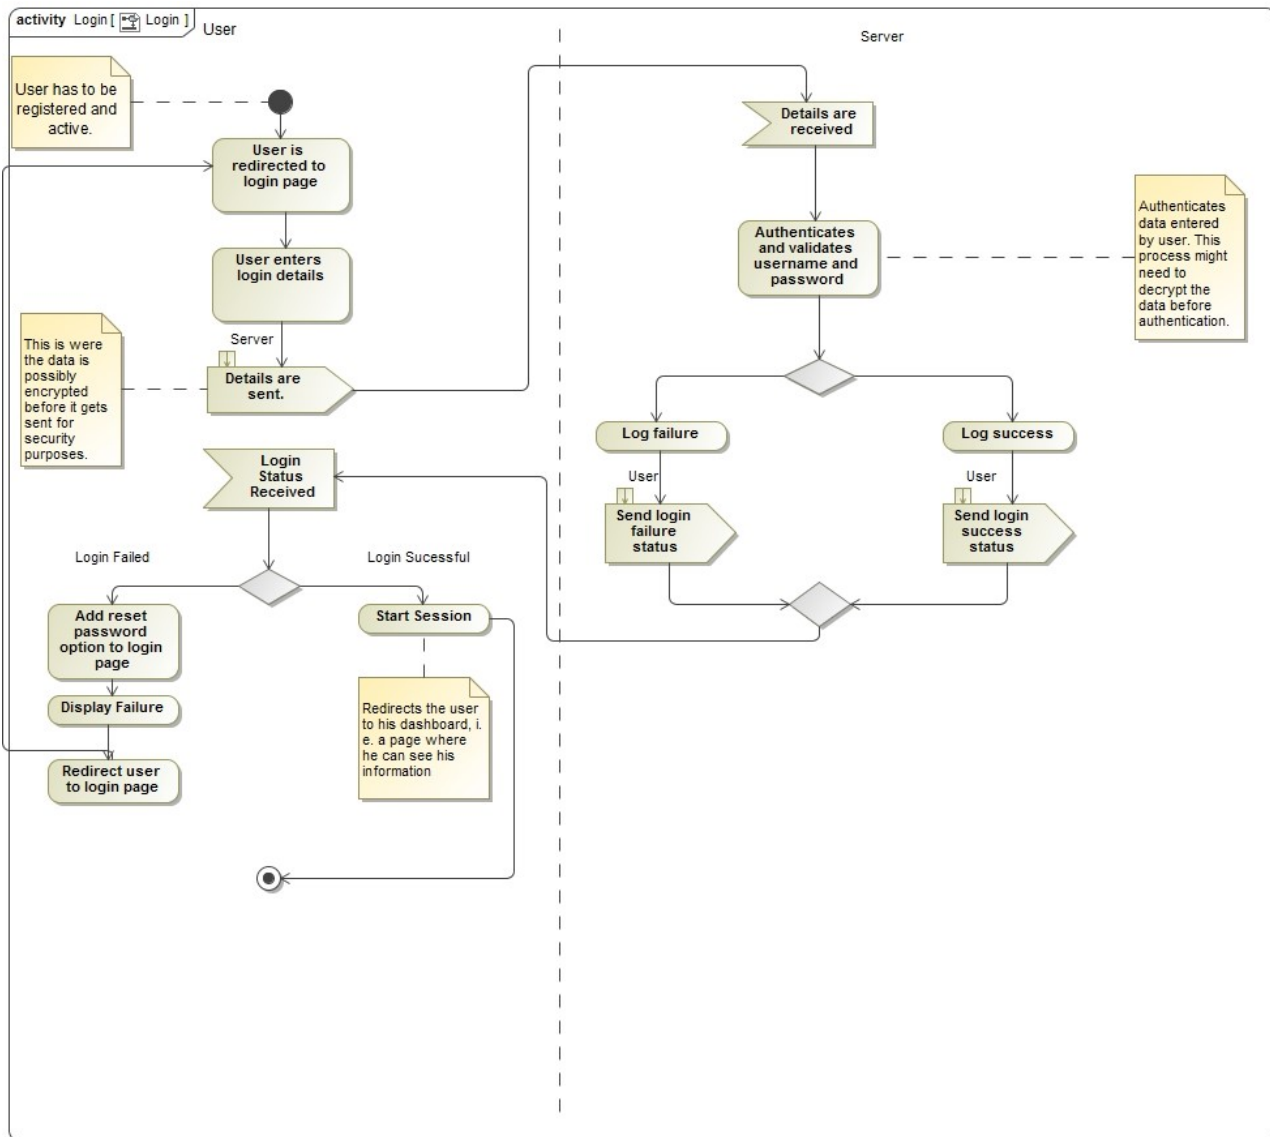 activity Login [ Login ]
User
Server
User has to be
registered and
active.
User is
redirected to
login page
User enters
login details
Server
Details are
sent.
This is were
the data is
possibly
encrypted
before it gets
sent for
security
purposes.
Details are
received
Authenticates
and validates
username and
password
Authenticates
data entered
by user. This
process might
need to
decrypt the
data before
authentication.
Log failure
Log success
User
User
Send login
failure
status
Send login
success
status
Login
Status
Received
Login Failed
Login Sucessful
Add reset
password
option to login
page
Start Session
Display Failure
Redirects the user
to his dashboard, i.
e. a page where
he can see his
information
Redirect user
to login page